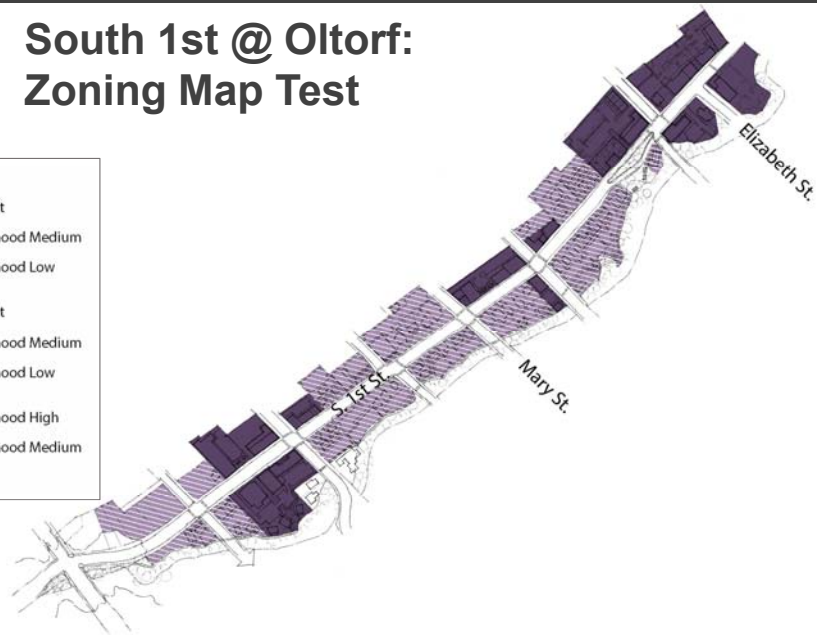 South 1st @ Oltorf:
Zoning Map Test
Elizabeth St.
Mary St.
S. 1st St.
t
ood Medium
ood Low
t
ood Medium
ood Low
ood High
ood Medium